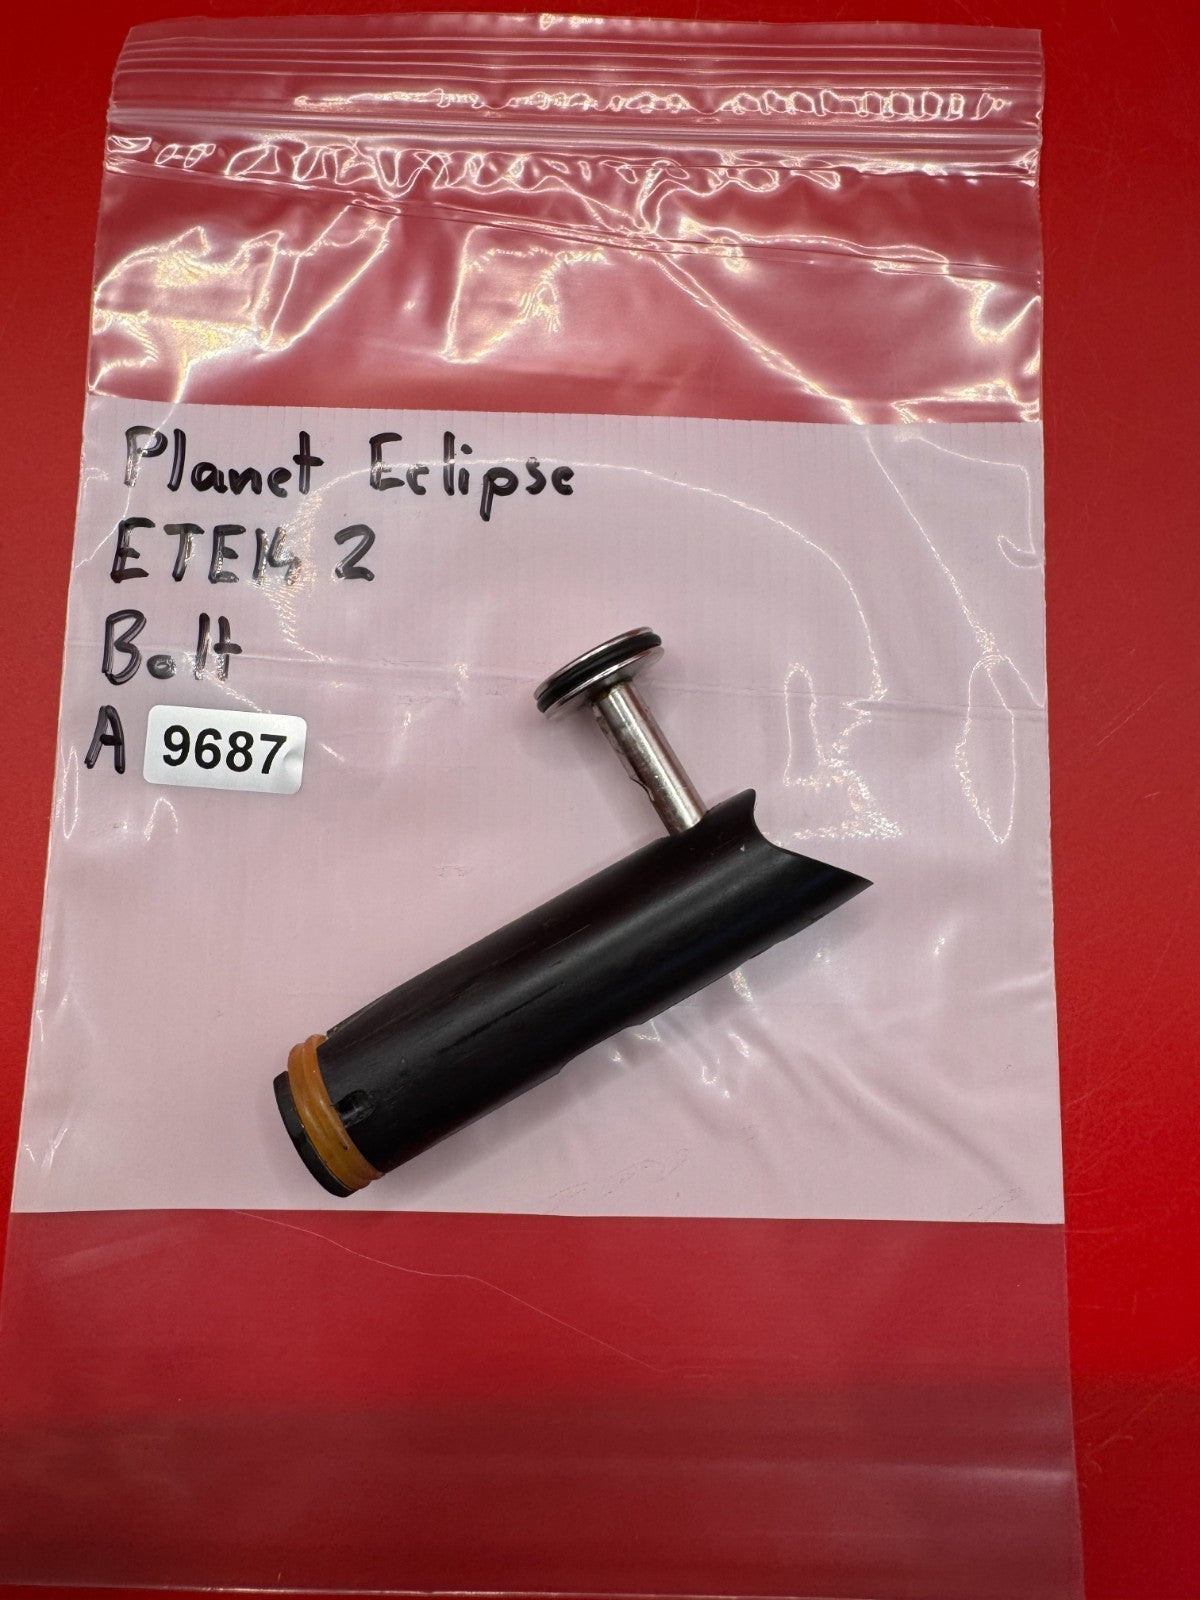 Planet Eclipse
ETEK 2
Bolt
A 9687